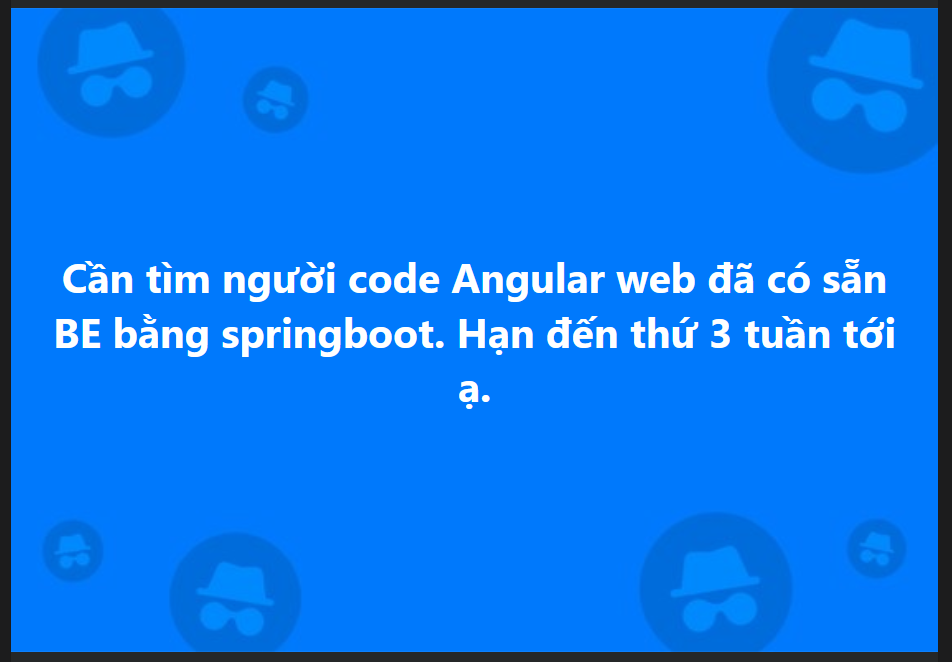 Cần tìm người code Angular web đã có sẵn
BE bằng springboot. Hạn đến thứ 3 tuần tới
ạ.